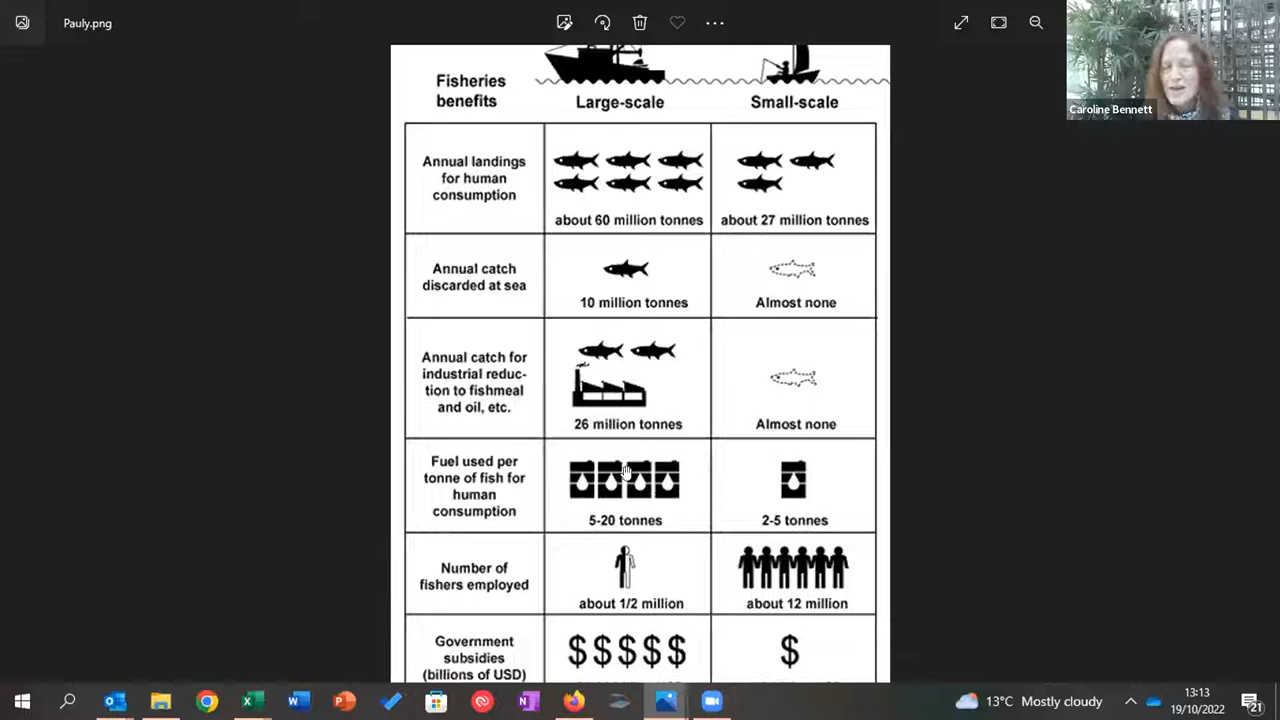 Pauly.png
Caroline Bennett
Fisheries
benefits
Large-scale
Small-scale
Annual landings
for human
consumption
about 60 million tonnes
about 27 million tonnes
Annual catch
discarded at sea
10 million tonnes
Almost none
Annual catch for
industrial reduc-
tion to fishmeal
and oil, etc.
26 million tonnes
Almost none
Fuel used per
tonne of fish for
human
consumption
5-20 tonnes
2-5 tonnes
Number of
fishers employed
about 1/2 million
about 12 million
Government
subsidies
(billions of USD)
$$$$$
$
13°C Mostly cloudy
13:13
19/10/2022
21